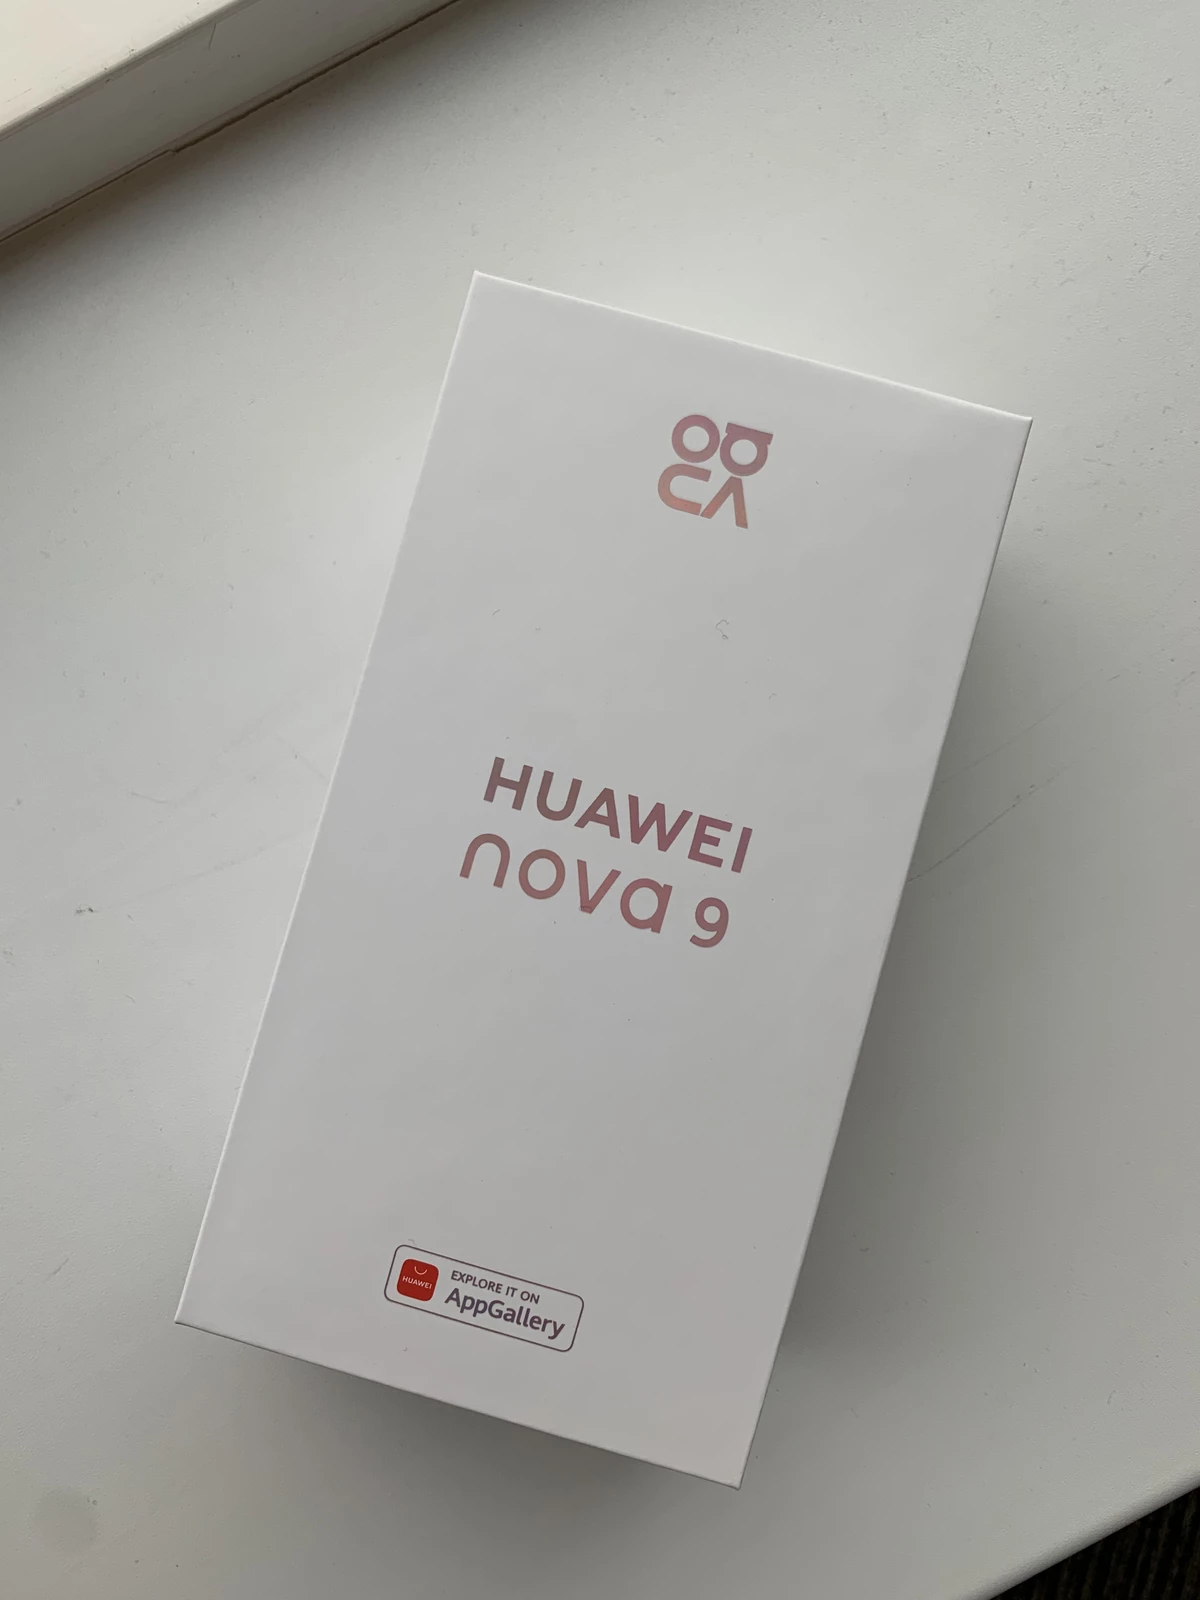 HUAWEI
nova 9
HUAWEI
EXPLORE IT ON
AppGallery